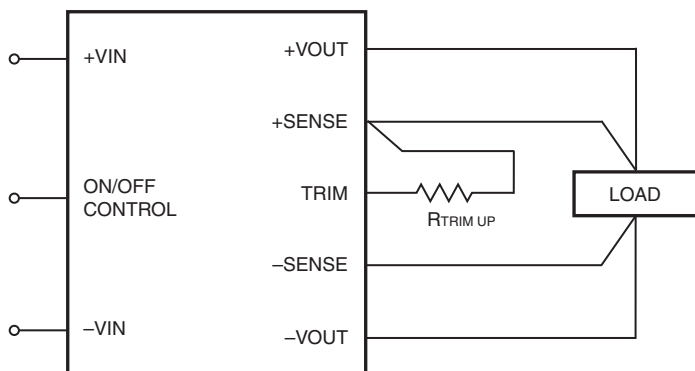 +VIN
+VOUT
+SENSE
ON/OFF
CONTROL
TRIM
RTRIM UP
LOAD
–SENSE
–VIN
–VOUT